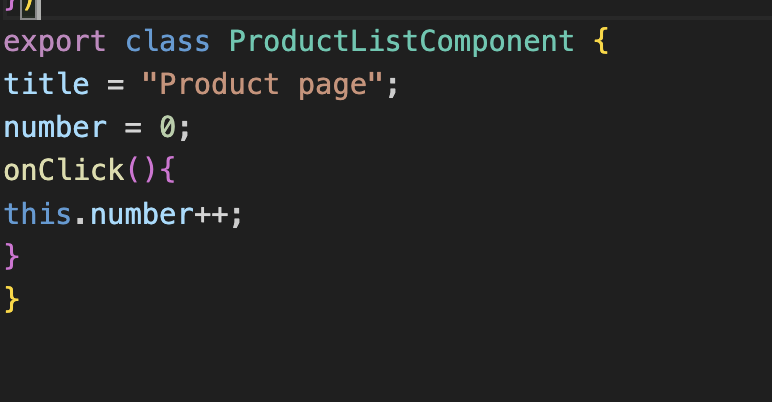 })
export class ProductListComponent {
title = "Product page";
number = 0;
onClick(){
this.number++;
}
}